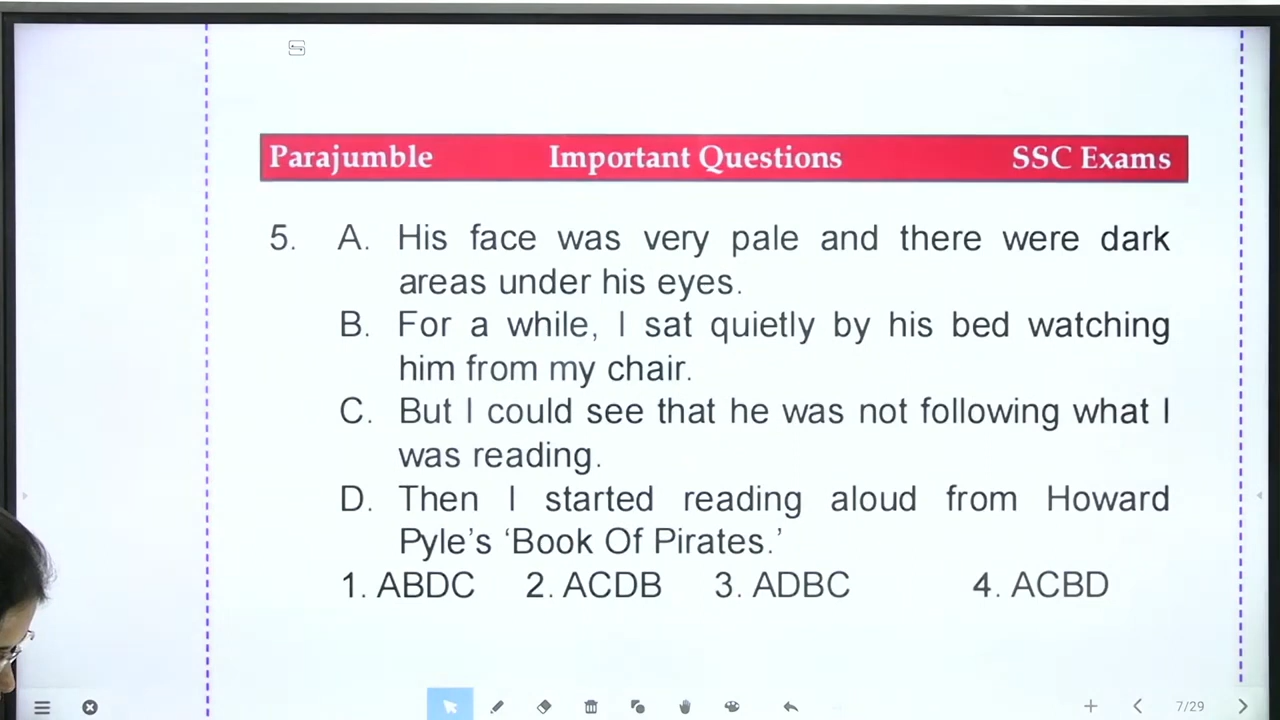 Parajumble Important Questions SSC Exams
5. A. His face was very pale and there were dark
areas under his eyes.
B. For a while, I sat quietly by his bed watching
him from my chair.
C. But I could see that he was not following what I
was reading.
D. Then I started reading aloud from Howard
Pyle's 'Book Of Pirates.'
1. ABDC 2. ACDB 3. ADBC 4. ACBD
7/29